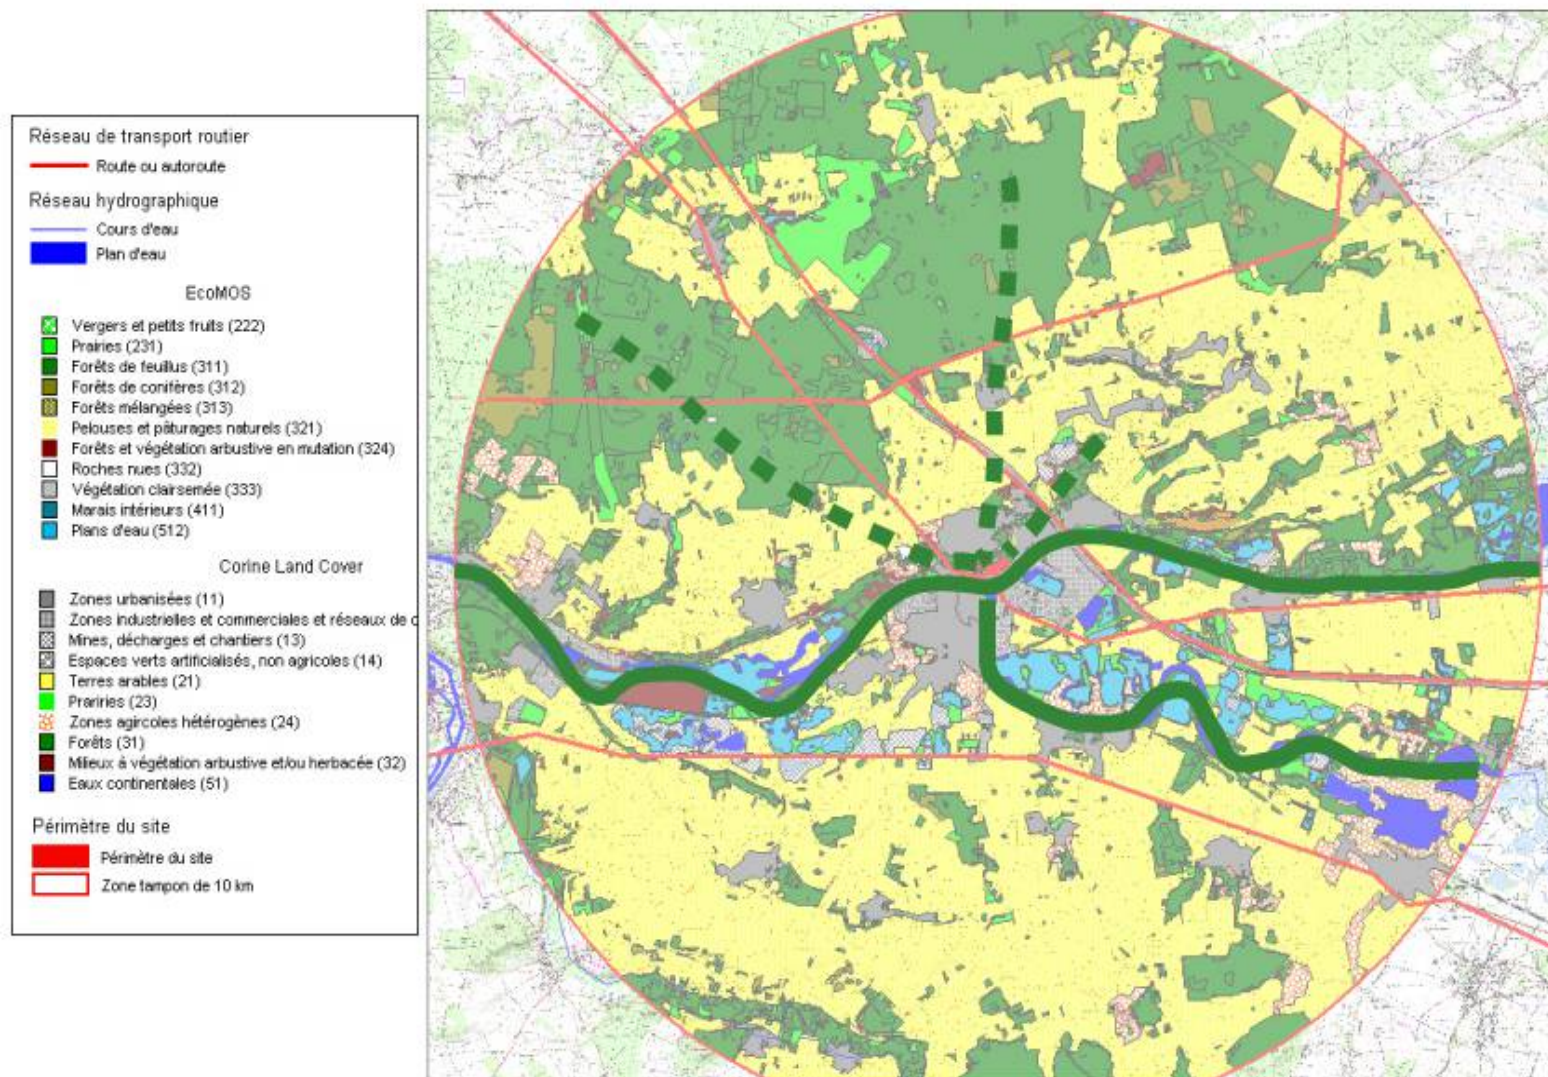 Réseau de transport routier
Route ou autoroute
Réseau hydrographique
Cours d'eau
Plan d'eau
EcoMOS
Vergers et petits fruits (222)
Prairies (231)
Forêts de feuillus (311)
Forêts de conifères (312)
Forêts mélangées (313)
Pelouses et pâturages naturels (321)
Forêts et végétation arbustive en mutation (324)
Roches nues (332)
Végétation clairsemée (333)
Marais intérieurs (411)
Plans d'eau (512)
Corine Land Cover
Zones urbanisées (11)
Zones industrielles et commerciales et réseaux de c
Mines, décharges et chantiers (13)
Espaces verts artificialisés, non agricoles (14)
Terres arables (21)
Prariries (23)
Zones agircoles hétérogènes (24)
Forêts (31)
Milieux à végétation arbustive et/ou herbacée (32)
Eaux continentales (51)
Périmètre du site
Périmètre du site
Zone tampon de 10 km